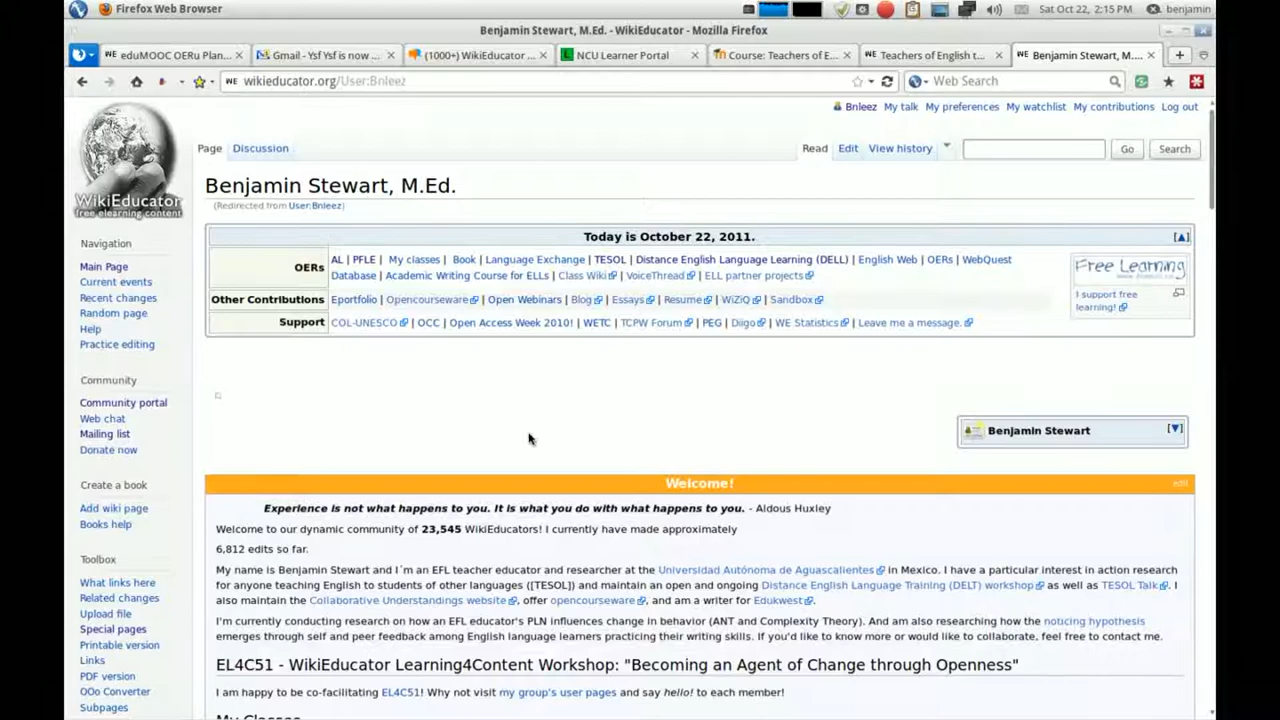 Firefox Web Browser
Sat Oct 22, 2:15 PM
benjamin
Benjamin Stewart, M.Ed. - WikiEducator - Mozilla Firefox
WE eduMOOC OERu Plan...
Gmail - Ysf Ysf is now ...
(1000+) WikiEducator ...
NCU Learner Portal
Course: Teachers of E...
WE Teachers of English t...
WE Benjamin Stewart, M....
WE wikieducator.org/User:Bnleez
Web Search
Bnleez My talk My preferences My watchlist My contributions Log out
Page Discussion
Read Edit View history
Go Search
WikiEducator
free elearning content
Benjamin Stewart, M.Ed.
(Redirected from User:Bnleez)
Today is October 22, 2011. [▲]
OERs
AL | PFLE | My classes | Book | Language Exchange | TESOL | Distance English Language Learning (DELL) | English Web | OERs | WebQuest
Database | Academic Writing Course for ELLs | Class Wiki | VoiceThread | ELL partner projects
Other Contributions
Eportfolio | Opencourseware | Open Webinars | Blog | Essays | Resume | WiZiQ | Sandbox
Support
COL-UNESCO | OCC | Open Access Week 2010! | WETC | TCPW Forum | PEG | Diigo | WE Statistics | Leave me a message.
Free Learning
I support free
learning!
Navigation
Main Page
Current events
Recent changes
Random page
Help
Practice editing
Community
Community portal
Web chat
Mailing list
Donate now
Create a book
Add wiki page
Books help
Toolbox
What links here
Related changes
Upload file
Special pages
Printable version
Links
PDF version
OOo Converter
Subpages
Benjamin Stewart [▼]
Welcome! edit
Experience is not what happens to you. It is what you do with what happens to you. - Aldous Huxley
Welcome to our dynamic community of 23,545 WikiEducators! I currently have made approximately
6,812 edits so far.
My name is Benjamin Stewart and I´m an EFL teacher educator and researcher at the Universidad Autónoma de Aguascalientes in Mexico. I have a particular interest in action research
for anyone teaching English to students of other languages ([TESOL]) and maintain an open and ongoing Distance English Language Training (DELT) workshop as well as TESOL Talk. I
also maintain the Collaborative Understandings website, offer opencourseware, and am a writer for Edukwest.
I'm currently conducting research on how an EFL educator's PLN influences change in behavior (ANT and Complexity Theory). And am also researching how the noticing hypothesis
emerges through self and peer feedback among English language learners practicing their writing skills. If you'd like to know more or would like to collaborate, feel free to contact me.
EL4C51 - WikiEducator Learning4Content Workshop: "Becoming an Agent of Change through Openness"
I am happy to be co-facilitating EL4C51! Why not visit my group's user pages and say hello! to each member!
My Classes